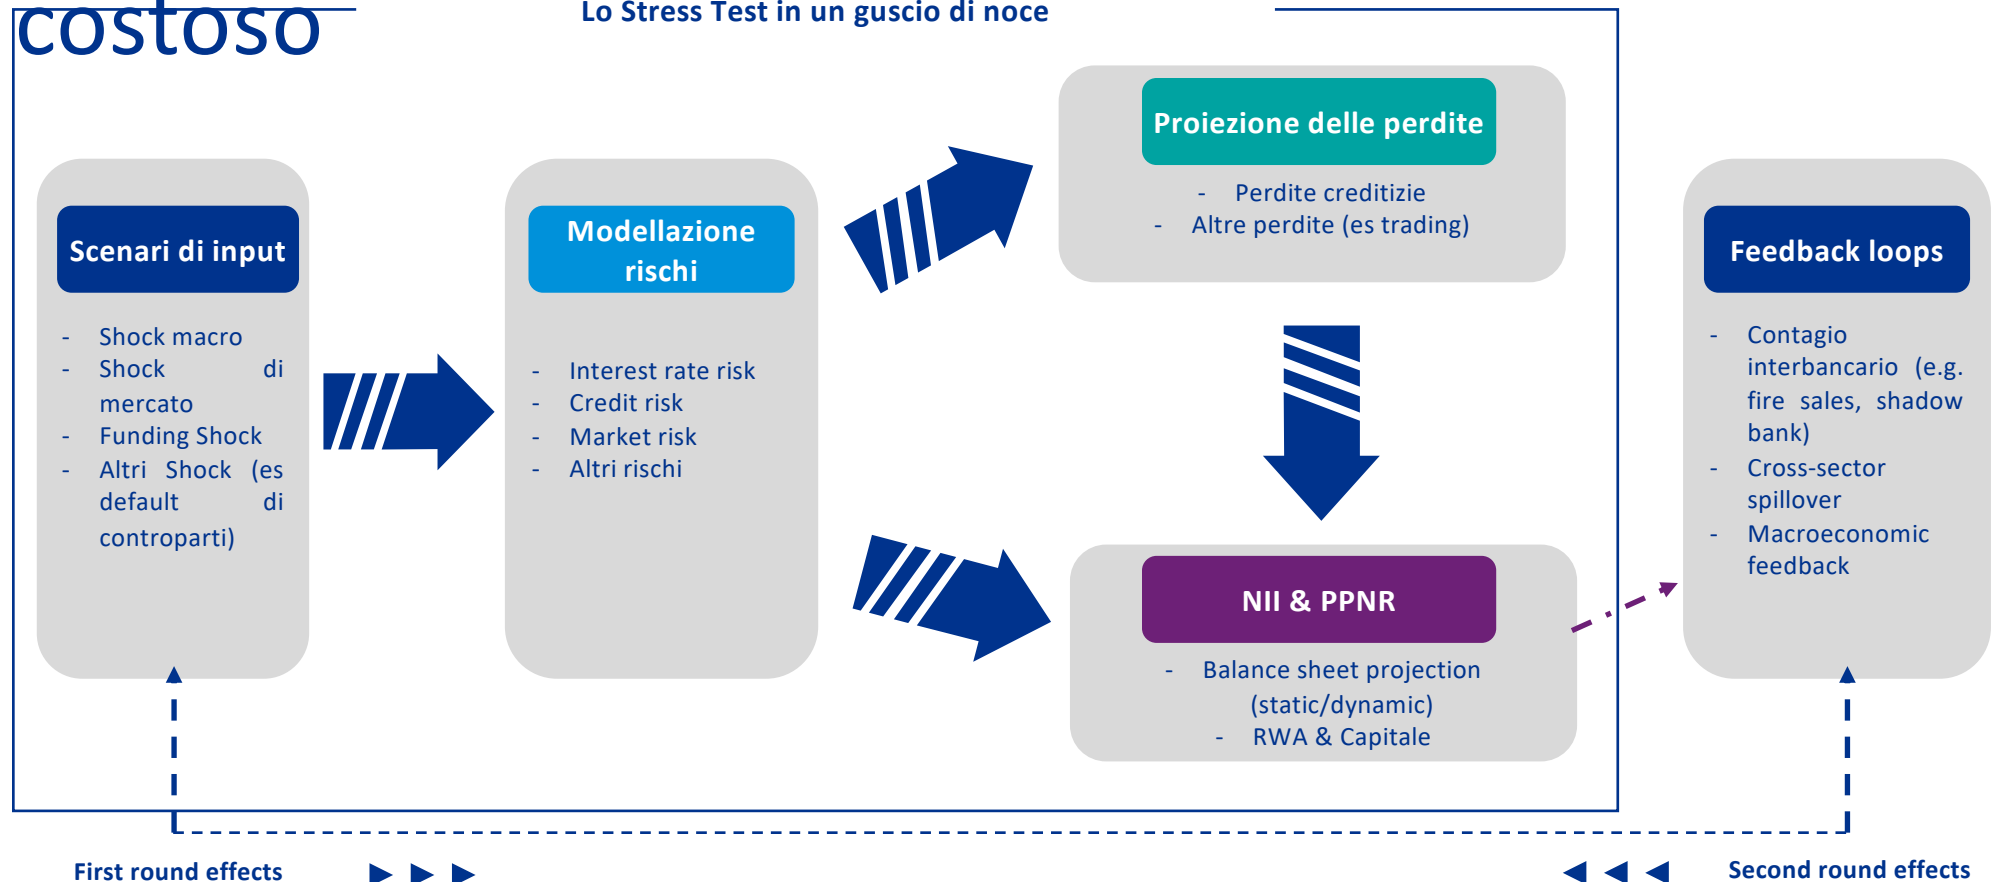 costoso
Lo Stress Test in un guscio di noce
Scenari di input
- Shock macro
- Shock di
mercato
- Funding Shock
- Altri Shock (es
default di
controparti)
Modellazione
rischi
- Interest rate risk
- Credit risk
- Market risk
- Altri rischi
Proiezione delle perdite
- Perdite creditizie
- Altre perdite (es trading)
NII & PPNR
- Balance sheet projection
(static/dynamic)
- RWA & Capitale
Feedback loops
- Contagio
interbancario (e.g.
fire sales, shadow
bank)
- Cross-sector
spillover
- Macroeconomic
feedback
First round effects
Second round effects